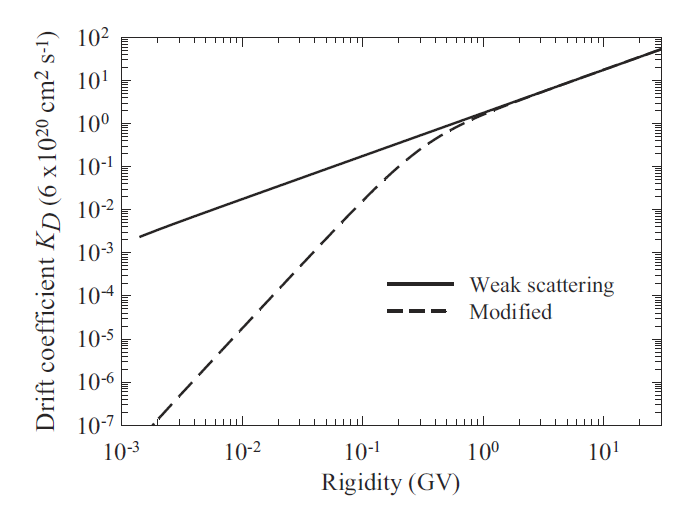 Drift coefficient K_D (6 x10^20 cm^2 s^-1)
10^2
10^1
10^0
10^-1
10^-2
10^-3
10^-4
10^-5
10^-6
10^-7
Weak scattering
Modified
10^-3 10^-2 10^-1 10^0 10^1
Rigidity (GV)